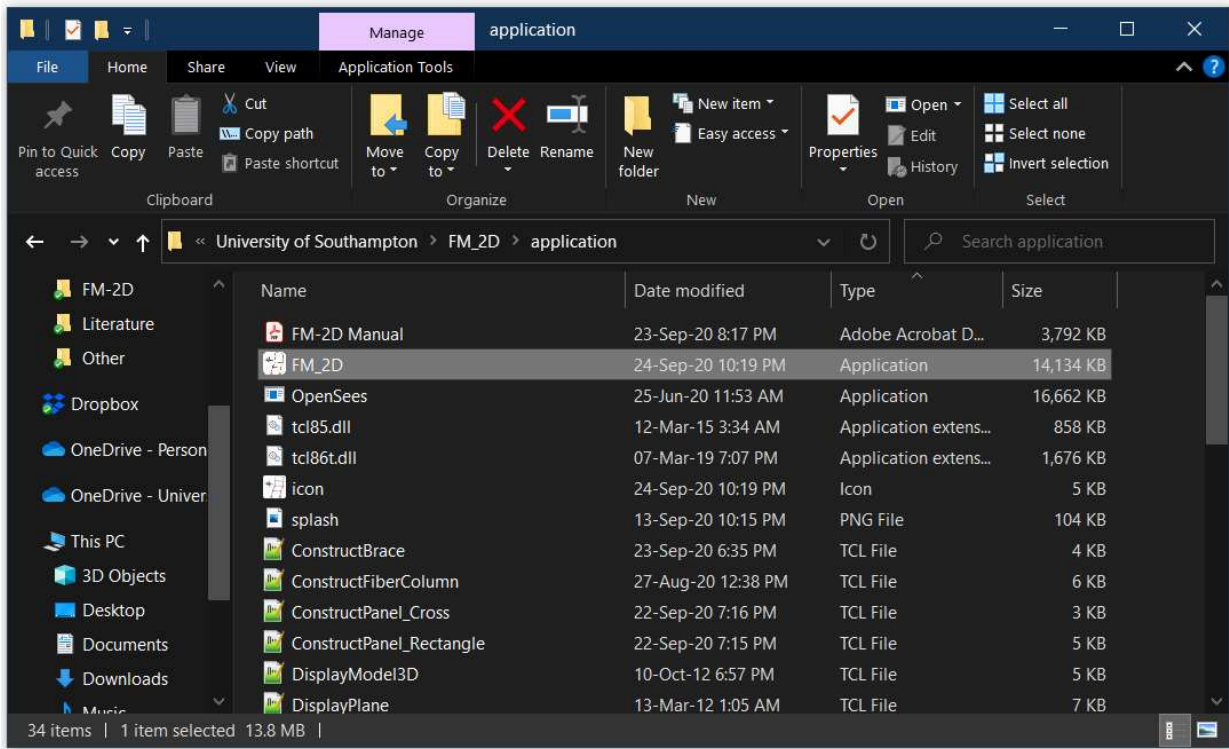 Manage application
File Home Share View Application Tools
Pin to Quick access
Copy
Paste
Cut
Copy path
Paste shortcut
Clipboard
Move to
Copy to
Delete
Rename
Organize
New folder
New item
Easy access
New
Properties
Open
Edit
History
Open
Select all
Select none
Invert selection
Select
« University of Southampton > FM_2D > application
Search application
FM-2D
Literature
Other
Dropbox
OneDrive - Person
OneDrive - Univer
This PC
3D Objects
Desktop
Documents
Downloads
Music
Name Date modified Type Size
FM-2D Manual 23-Sep-20 8:17 PM Adobe Acrobat D... 3,792 KB
FM_2D 24-Sep-20 10:19 PM Application 14,134 KB
OpenSees 25-Jun-20 11:53 AM Application 16,662 KB
tcl85.dll 12-Mar-15 3:34 AM Application extens... 858 KB
tcl86t.dll 07-Mar-19 7:07 PM Application extens... 1,676 KB
icon 24-Sep-20 10:19 PM Icon 5 KB
splash 13-Sep-20 10:15 PM PNG File 104 KB
ConstructBrace 23-Sep-20 6:35 PM TCL File 4 KB
ConstructFiberColumn 27-Aug-20 12:38 PM TCL File 6 KB
ConstructPanel_Cross 22-Sep-20 7:16 PM TCL File 3 KB
ConstructPanel_Rectangle 22-Sep-20 7:15 PM TCL File 5 KB
DisplayModel3D 10-Oct-12 6:57 PM TCL File 5 KB
DisplayPlane 13-Mar-12 1:05 AM TCL File 7 KB
34 items | 1 item selected 13.8 MB |